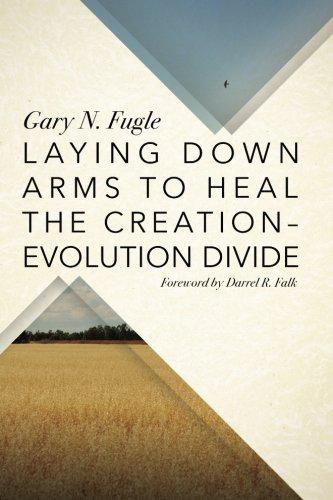 Gary N. Fugle
LAYING DOWN
ARMS TO HEAL
THE CREATION–
EVOLUTION DIVIDE
Foreword by Darrel R. Falk